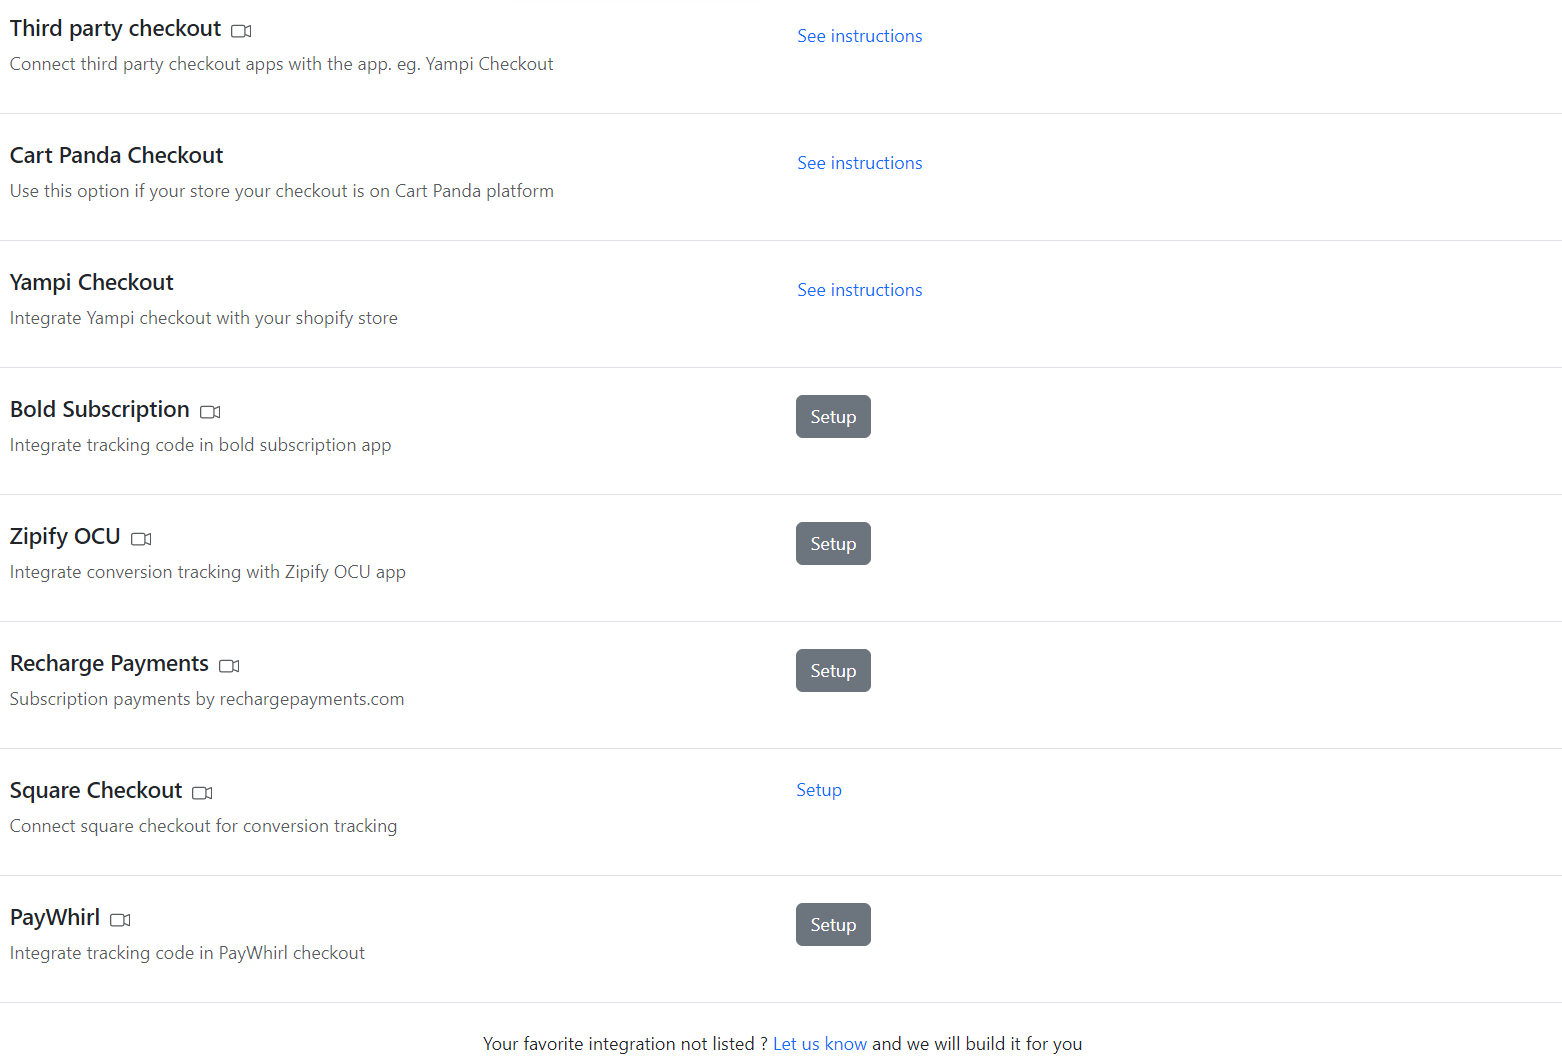 Third party checkout
See instructions
Connect third party checkout apps with the app. eg. Yampi Checkout
Cart Panda Checkout
See instructions
Use this option if your store your checkout is on Cart Panda platform
Yampi Checkout
See instructions
Integrate Yampi checkout with your shopify store
Bold Subscription
Setup
Integrate tracking code in bold subscription app
Zipify OCU
Setup
Integrate conversion tracking with Zipify OCU app
Recharge Payments
Setup
Subscription payments by rechargepayments.com
Square Checkout
Setup
Connect square checkout for conversion tracking
PayWhirl
Setup
Integrate tracking code in PayWhirl checkout
Your favorite integration not listed ? Let us know and we will build it for you